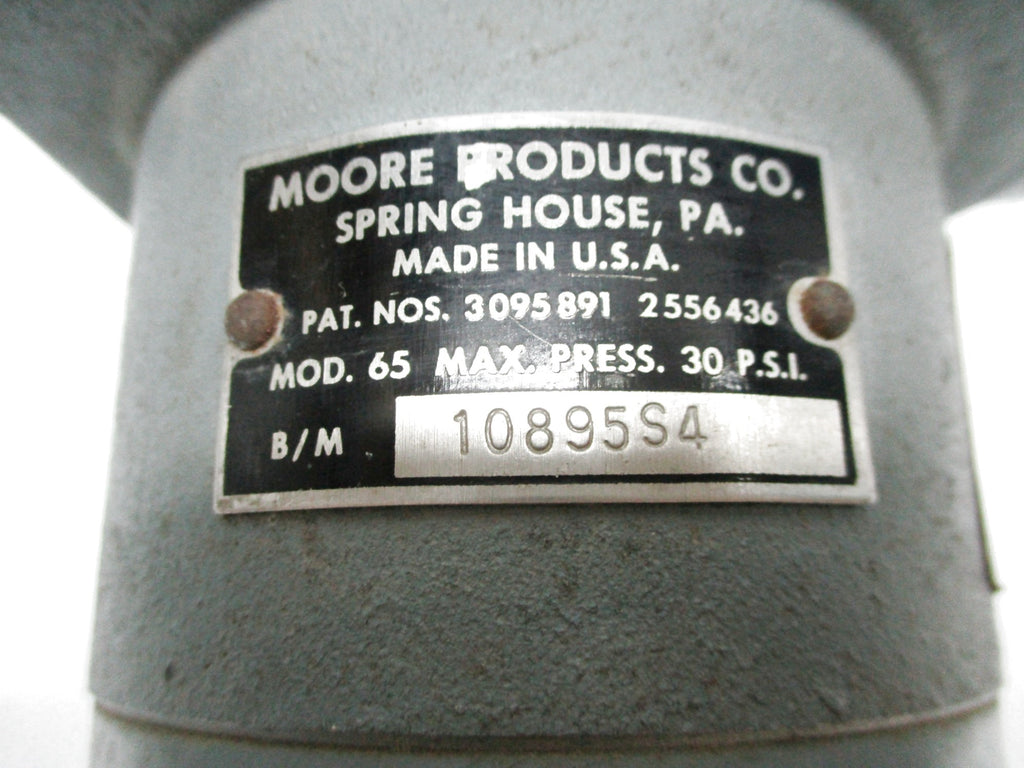 MOORE PRODUCTS CO.
SPRING HOUSE, PA.
MADE IN U.S.A.
PAT. NOS. 3095891 2556436
MOD. 65 MAX. PRESS. 30 P.S.I.
B/M 10895S4